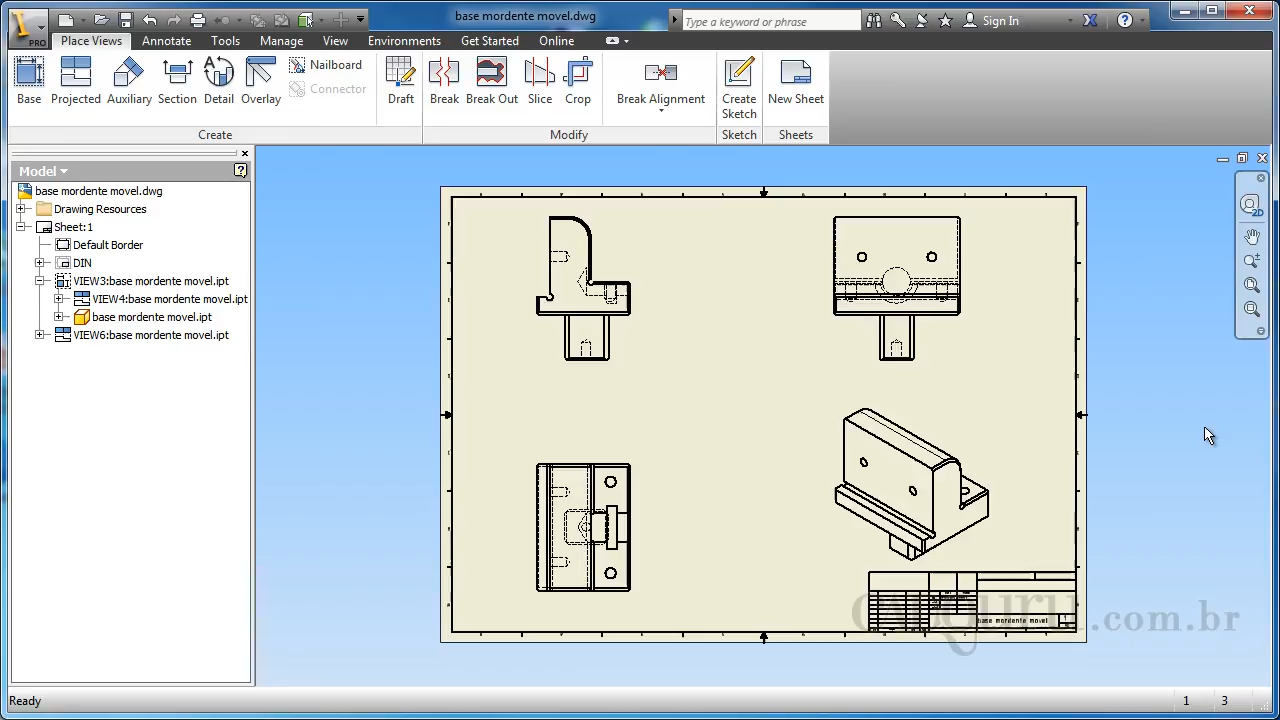 base mordente movel.dwg
Type a keyword or phrase
Sign In
PRO
Place Views
Annotate
Tools
Manage
View
Environments
Get Started
Online
Base
Projected
Auxiliary
Section
Detail
Overlay
Nailboard
Connector
Draft
Break
Break Out
Slice
Crop
Break Alignment
Create Sketch
New Sheet
Create
Modify
Sketch
Sheets
Model
base mordente movel.dwg
Drawing Resources
Sheet:1
Default Border
DIN
VIEW3:base mordente movel.ipt
VIEW4:base mordente movel.ipt
base mordente movel.ipt
VIEW6:base mordente movel.ipt
2D
base mordente movel
cadguru.com.br
Ready
1
3